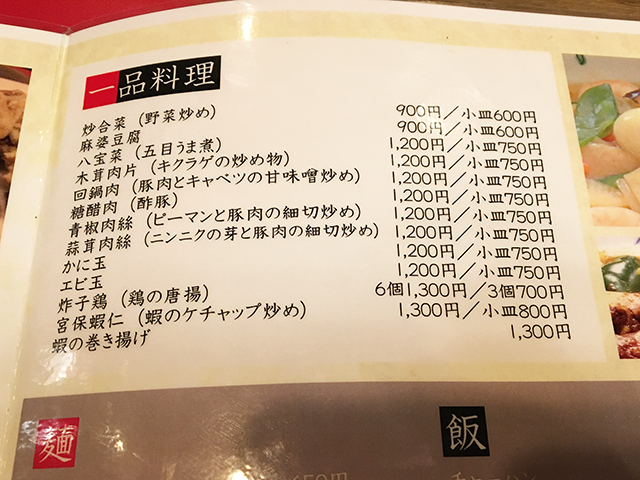 一品料理
炒合菜（野菜炒め） 900円／小皿600円
麻婆豆腐 900円／小皿600円
八宝菜（五目うま煮） 1,200円／小皿750円
木茸肉片（キクラゲの炒め物） 1,200円／小皿750円
回鍋肉（豚肉とキャベツの甘味噌炒め） 1,200円／小皿750円
糖醋肉（酢豚） 1,200円／小皿750円
青椒肉絲（ピーマンと豚肉の細切炒め） 1,200円／小皿750円
蒜茸肉絲（ニンニクの芽と豚肉の細切炒め） 1,200円／小皿750円
かに玉 1,200円／小皿750円
エビ玉 1,200円／小皿750円
炸子鶏（鶏の唐揚） 6個1,300円／3個700円
宮保蝦仁（蝦のケチャップ炒め） 1,300円／小皿800円
蝦の巻き揚げ 1,300円
麺 飯